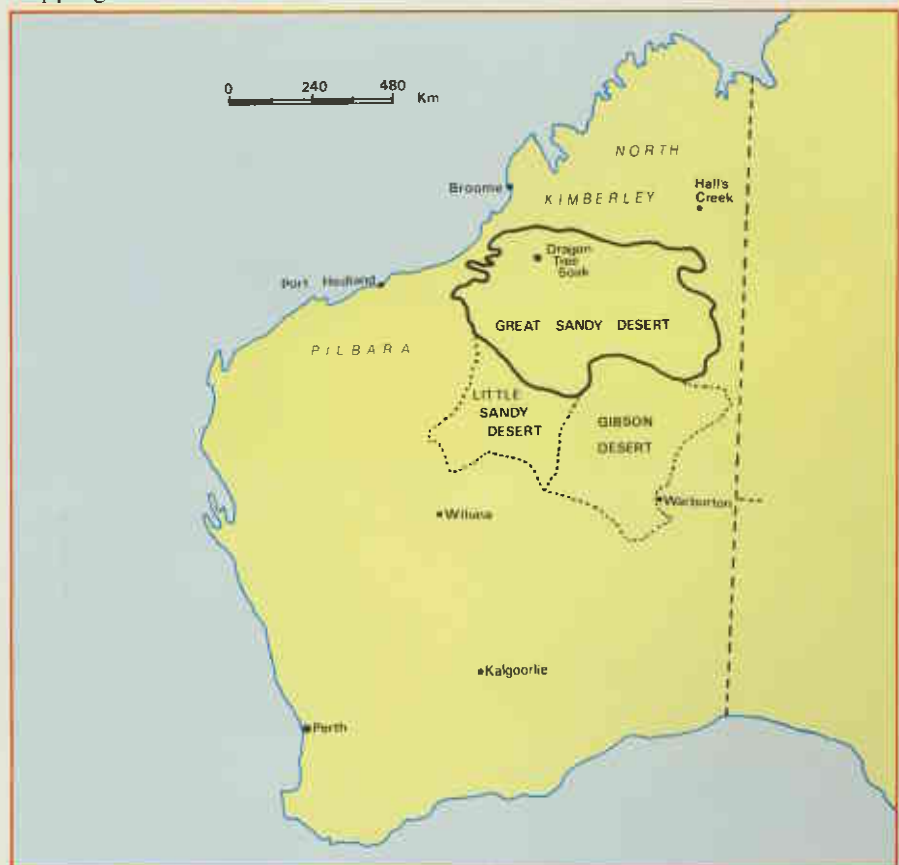 0 240 480
Km
NORTH
Broome
KIMBERLEY
Hall's
Creek
Dragon
Tree
Soak
Port Hedland
GREAT SANDY DESERT
PILBARA
LITTLE
SANDY
DESERT
GIBSON
DESERT
Warburton
Wiluna
Kalgoorlie
Perth